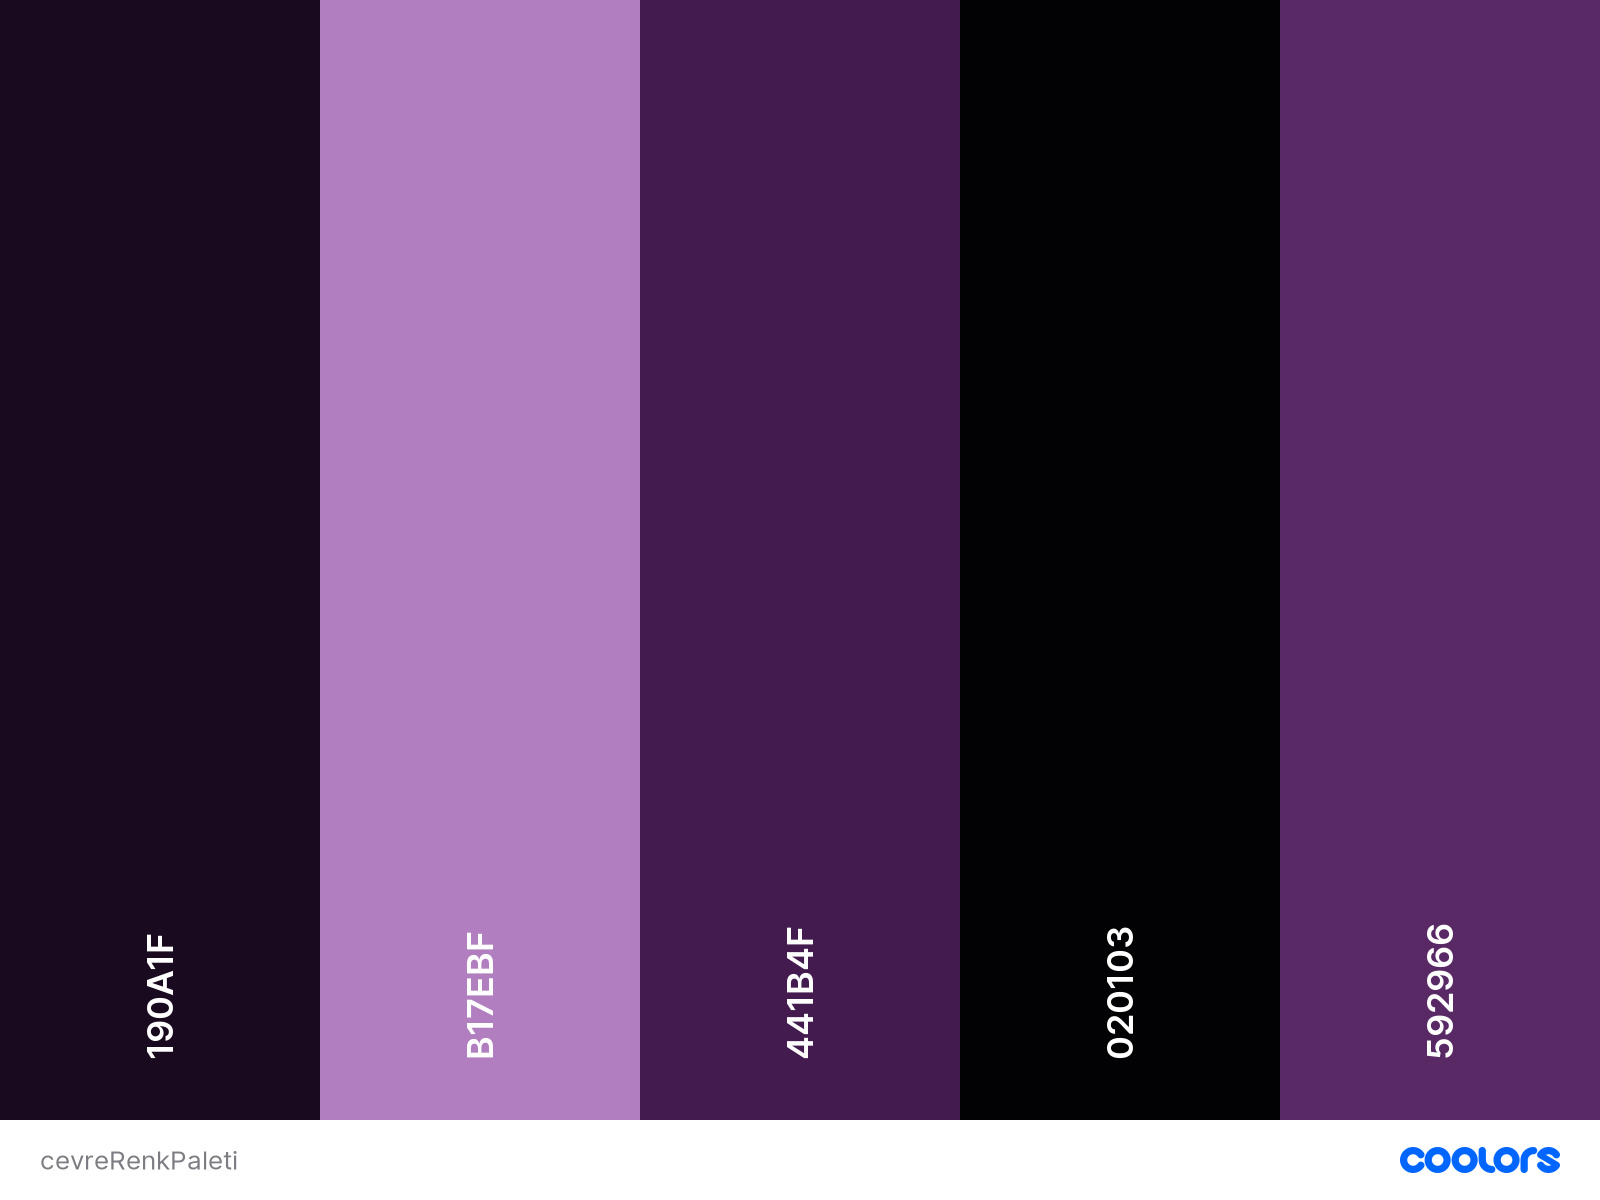 190A1F
B17EBF
441B4F
020103
592966
cevreRenkPaleti
coolors